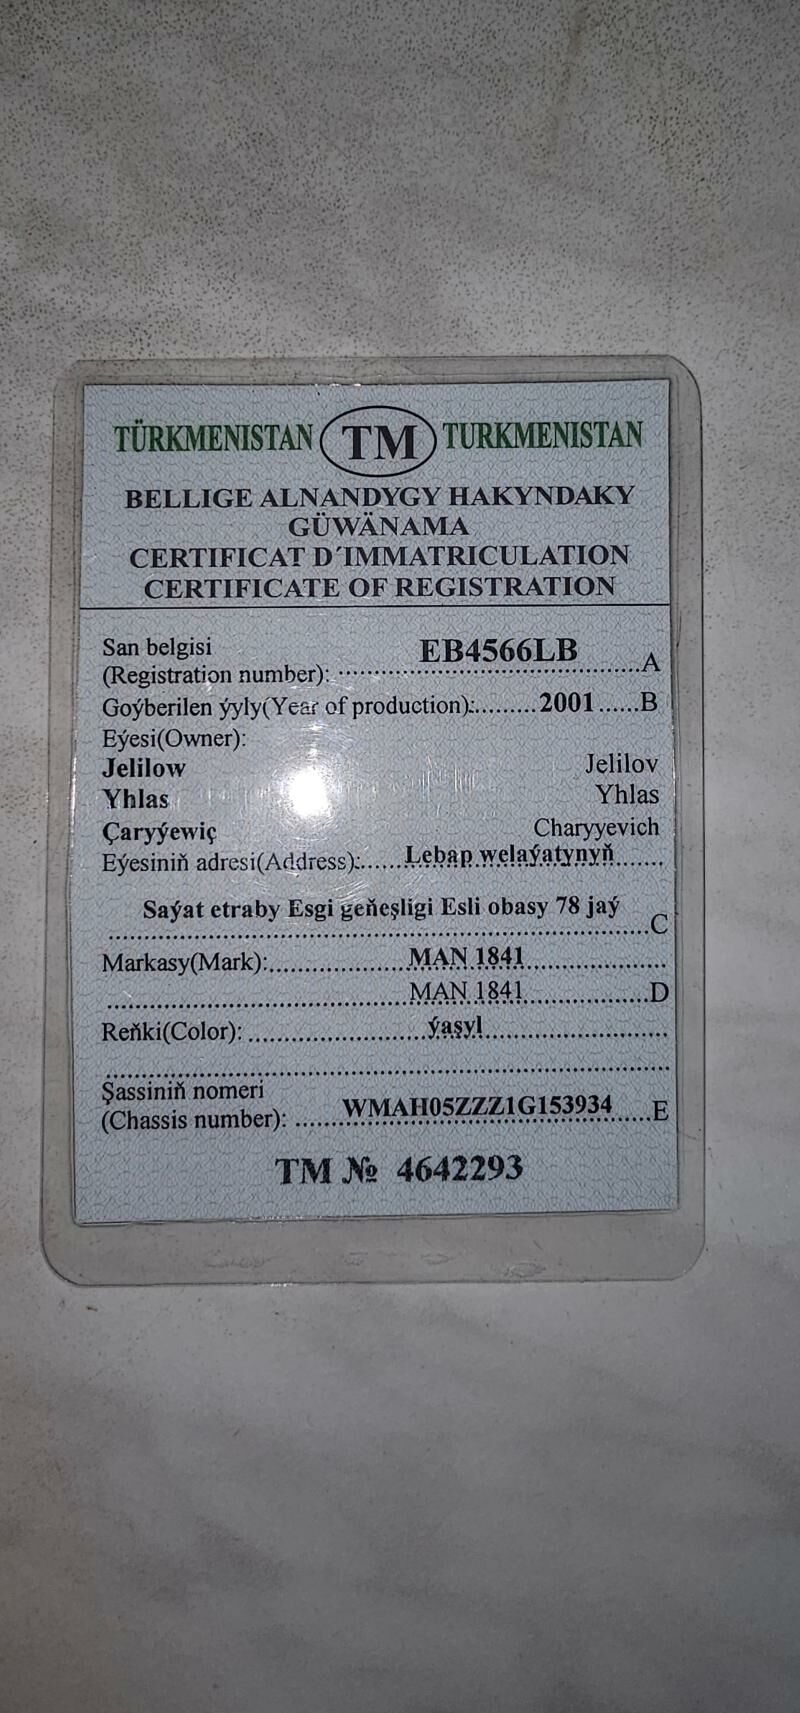 TÜRKMENISTAN TM TURKMENISTAN
BELLIGE ALNANDYGY HAKYNDAKY
GÜWÄNAMA
CERTIFICAT D´IMMATRICULATION
CERTIFICATE OF REGISTRATION
San belgisi
(Registration number): EB4566LB A
Goýberilen ýyly(Year of production): 2001 B
Eýesi(Owner):
Jelilow Jelilov
Yhlas Yhlas
Çaryýewiç Charyyevich
Eýesiniň adresi(Address): Lebap welaýatynyň
Saýat etraby Esgi geňeşligi Esli obasy 78 jaý
C
Markasy(Mark): MAN 1841
MAN 1841 D
Reňki(Color): ýaşyl
Şassiniň nomeri
(Chassis number): WMAH05ZZZ1G153934 E
TM № 4642293